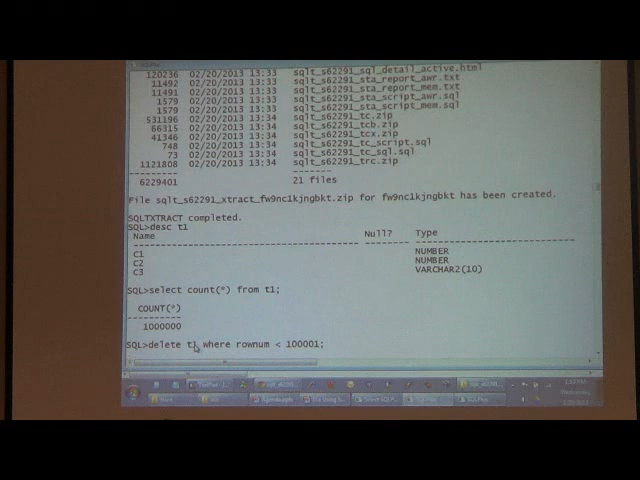 120236 02/20/2013 13:33 sqlt_s62291_sql_detail_active.html
11492 02/20/2013 13:33 sqlt_s62291_sta_report_awr.txt
11491 02/20/2013 13:33 sqlt_s62291_sta_report_mem.txt
1579 02/20/2013 13:33 sqlt_s62291_sta_script_awr.sql
1579 02/20/2013 13:33 sqlt_s62291_sta_script_mem.sql
531196 02/20/2013 13:34 sqlt_s62291_tc.zip
66315 02/20/2013 13:34 sqlt_s62291_tcb.zip
41346 02/20/2013 13:34 sqlt_s62291_tcx.zip
748 02/20/2013 13:34 sqlt_s62291_tc_script.sql
73 02/20/2013 13:34 sqlt_s62291_tc_sql.sql
1121808 02/20/2013 13:34 sqlt_s62291_trc.zip
--------- -------
6229401 21 files
File sqlt_s62291_xtract_fw9nc1kjngbkt.zip for fw9nc1kjngbkt has been created.
SQLTXTRACT completed.
SQL>desc t1
Name Null? Type
C1 NUMBER
C2 NUMBER
C3 VARCHAR2(10)
SQL>select count(*) from t1;
COUNT(*)
----------
1000000
SQL>delete t1 where rownum < 100001;